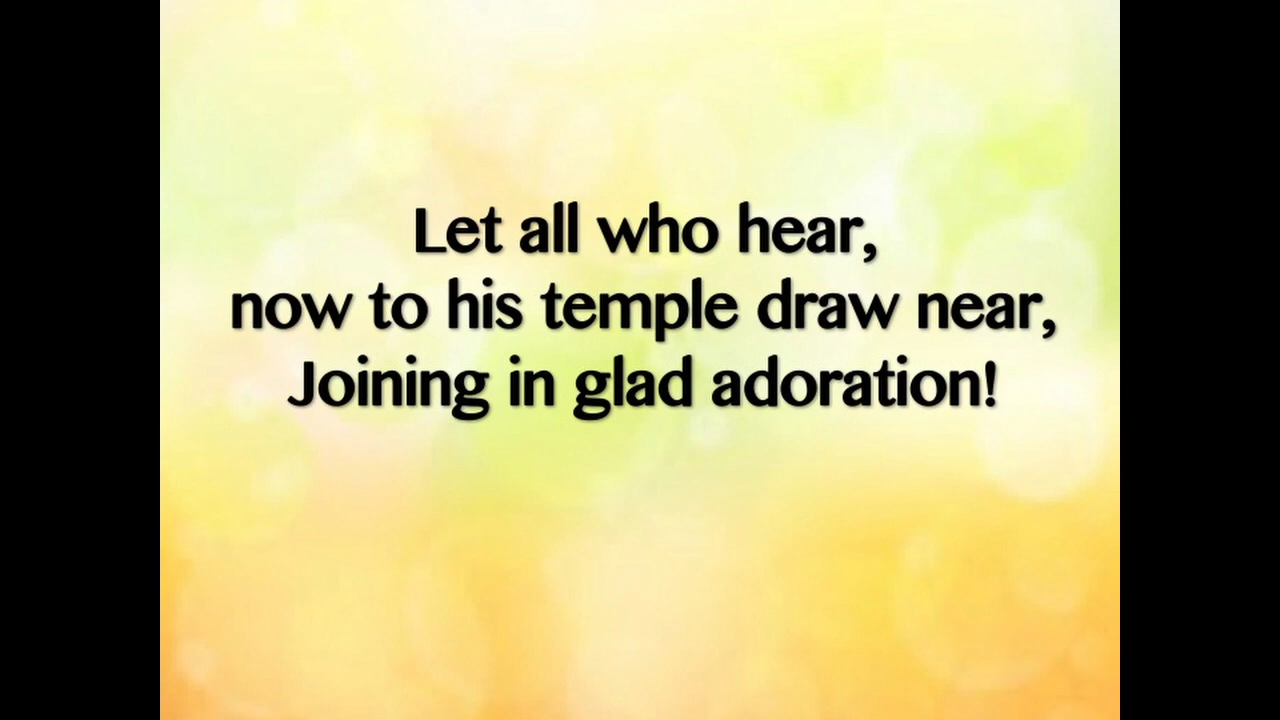 Let all who hear,
now to his temple draw near,
Joining in glad adoration!